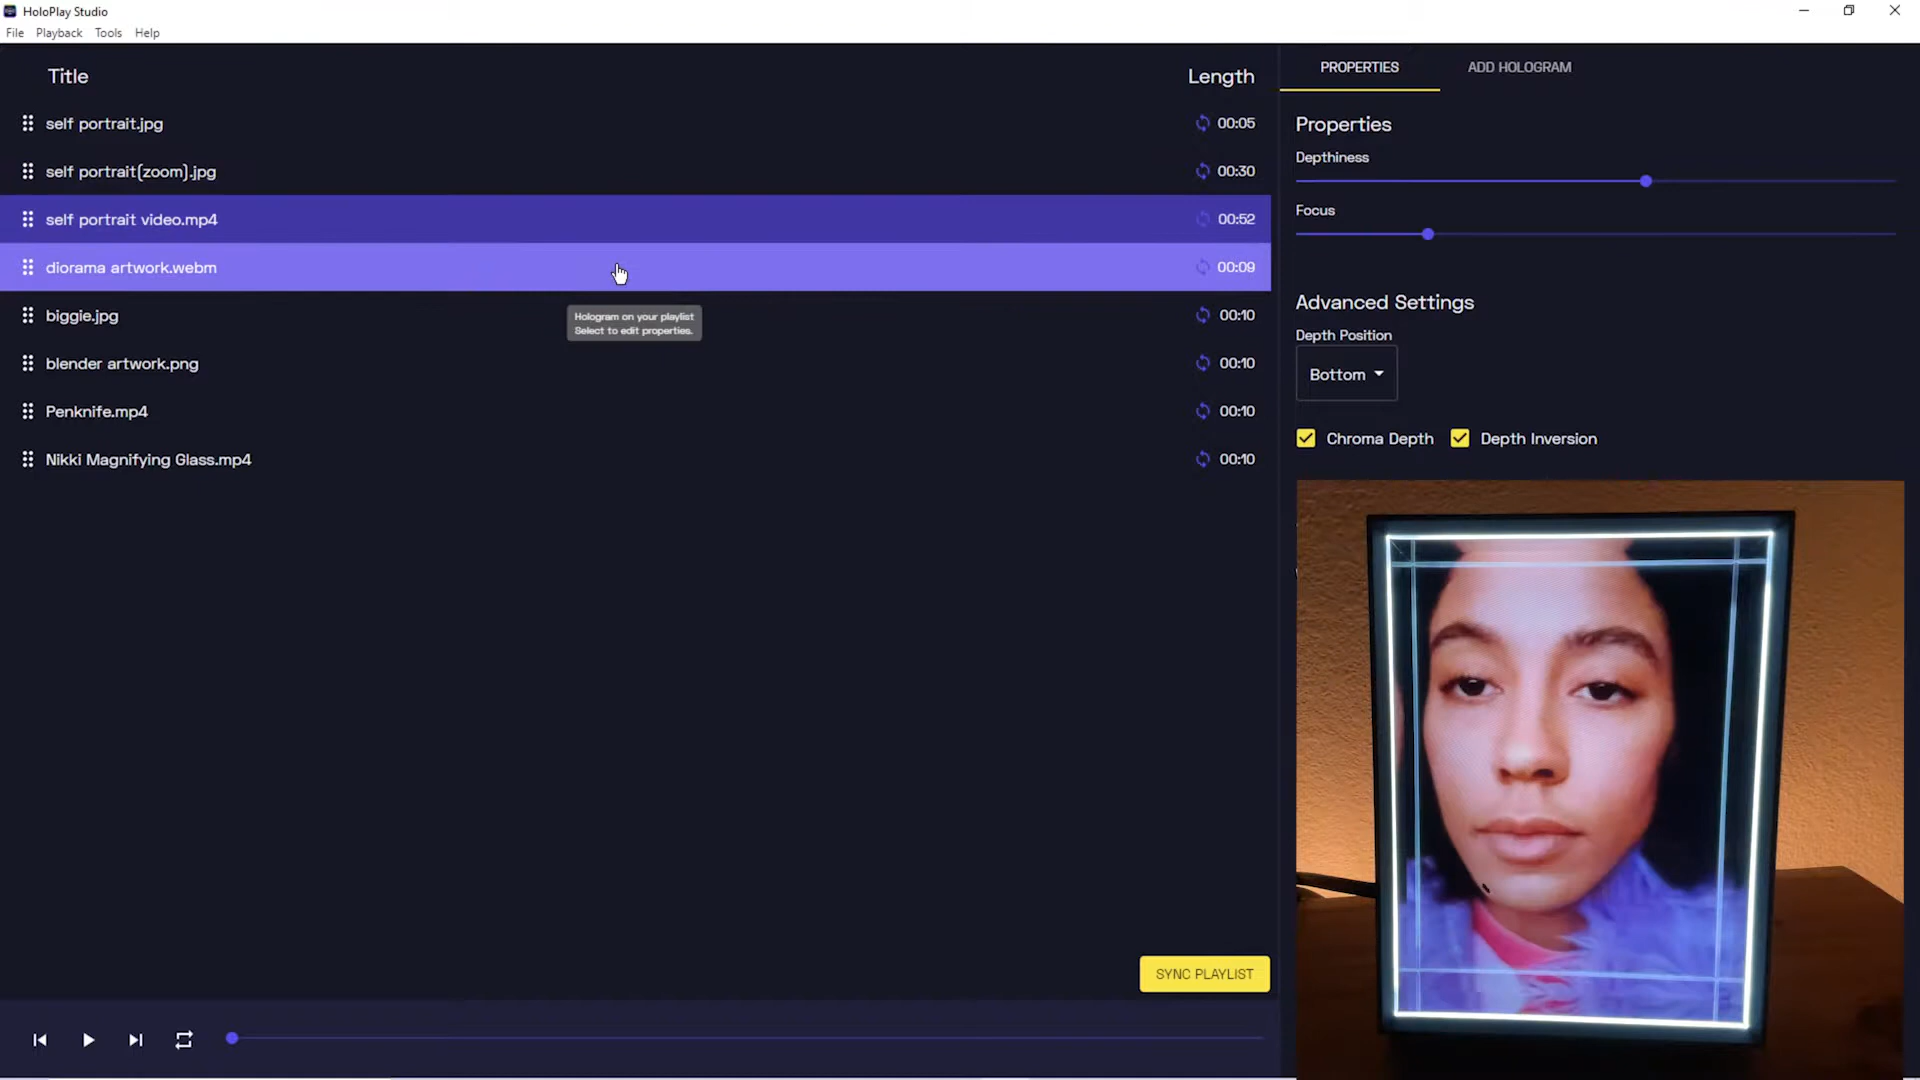 HoloPlay Studio
File Playback Tools Help
Title Length
self portrait.jpg 00:05
self portrait(zoom).jpg 00:30
self portrait video.mp4 00:52
diorama artwork.webm 00:09
Hologram on your playlist
Select to edit properties.
biggie.jpg 00:10
blender artwork.png 00:10
Penknife.mp4 00:10
Nikki Magnifying Glass.mp4 00:10
SYNC PLAYLIST
PROPERTIES ADD HOLOGRAM
Properties
Depthiness
Focus
Advanced Settings
Depth Position
Bottom
Chroma Depth Depth Inversion